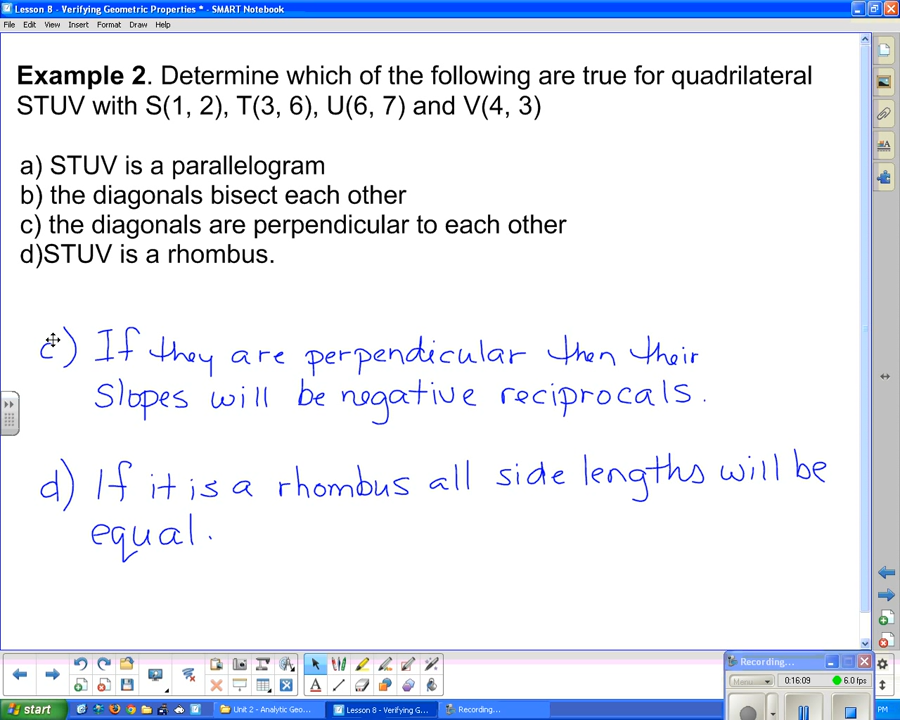 Lesson 8 - Verifying Geometric Properties * - SMART Notebook
File Edit View Insert Format Draw Help
Example 2. Determine which of the following are true for quadrilateral
STUV with S(1, 2), T(3, 6), U(6, 7) and V(4, 3)
a) STUV is a parallelogram
b) the diagonals bisect each other
c) the diagonals are perpendicular to each other
d)STUV is a rhombus.
c) If they are perpendicular then their
slopes will be negative reciprocals.
d) If it is a rhombus all side lengths will be
equal.
Recording...
Menu 0:16:09 6.0 fps
start Unit 2 - Analytic Geo... Lesson 8 - Verifying G... Recording... PM